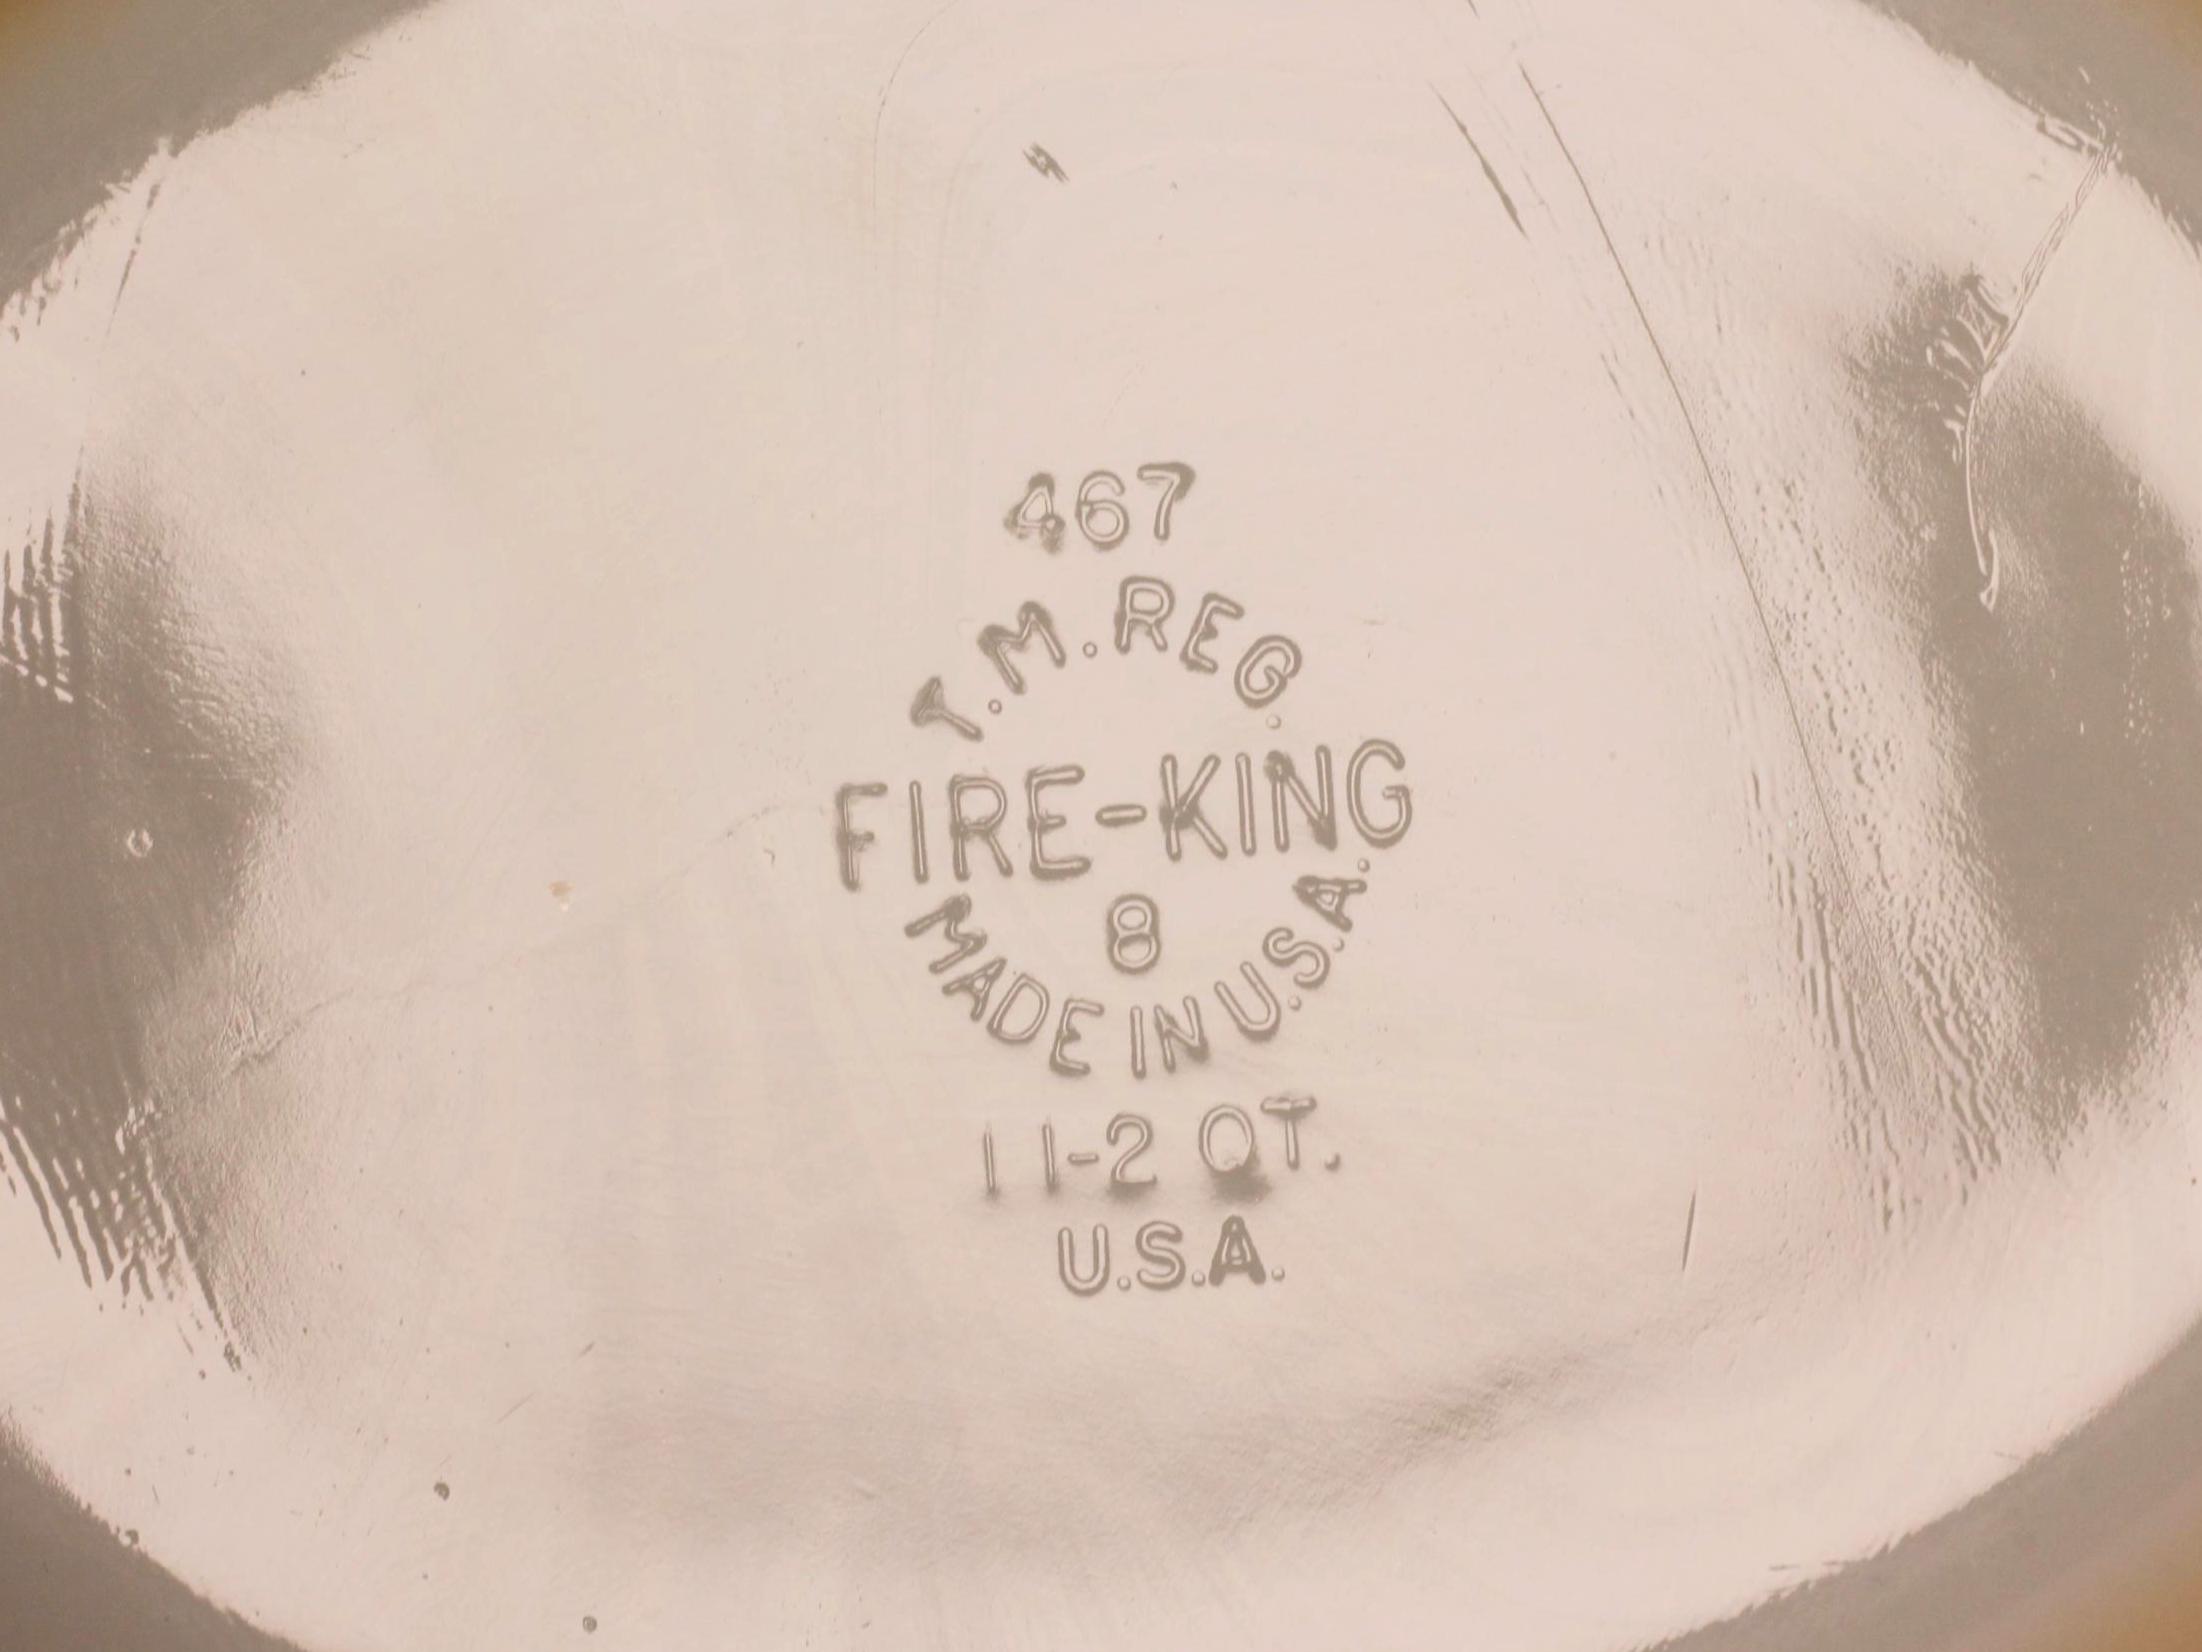 467
T.M.REG.
FIRE-KING
8
MADE IN U.S.A.
1 1-2 QT.
U.S.A.